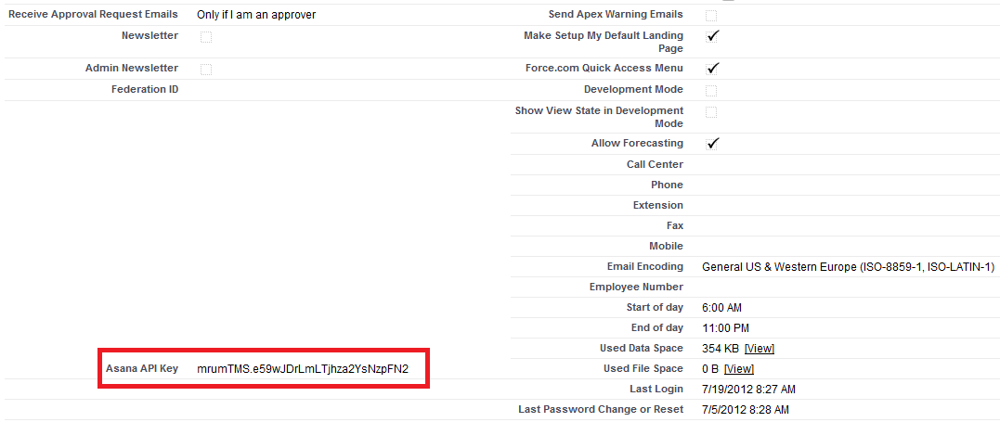 Receive Approval Request Emails Only if I am an approver
Newsletter
Admin Newsletter
Federation ID
Asana API Key mrumTMS.e59wJDrLmLTjhza2YsNzpFN2
Send Apex Warning Emails
Make Setup My Default Landing
Page
Force.com Quick Access Menu
Development Mode
Show View State in Development
Mode
Allow Forecasting
Call Center
Phone
Extension
Fax
Mobile
Email Encoding General US & Western Europe (ISO-8859-1, ISO-LATIN-1)
Employee Number
Start of day 6:00 AM
End of day 11:00 PM
Used Data Space 354 KB [View]
Used File Space 0 B [View]
Last Login 7/19/2012 8:27 AM
Last Password Change or Reset 7/5/2012 8:28 AM